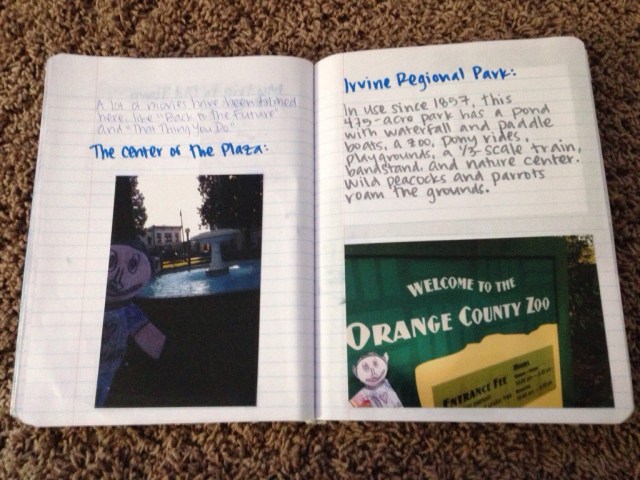 A lot of movies have been filmed
here, like "Back to the Future"
and "That Thing You Do"
The center of the Plaza:
Irvine Regional Park:
In use since 1897, this
475-acre park has a pond
with waterfall and paddle
boats, a zoo, pony rides,
playgrounds, a 1/3-scale train,
bandstand, and nature center.
Wild peacocks and parrots
roam the grounds.
WELCOME TO THE
ORANGE COUNTY ZOO
ENTRANCE FEE
Hours